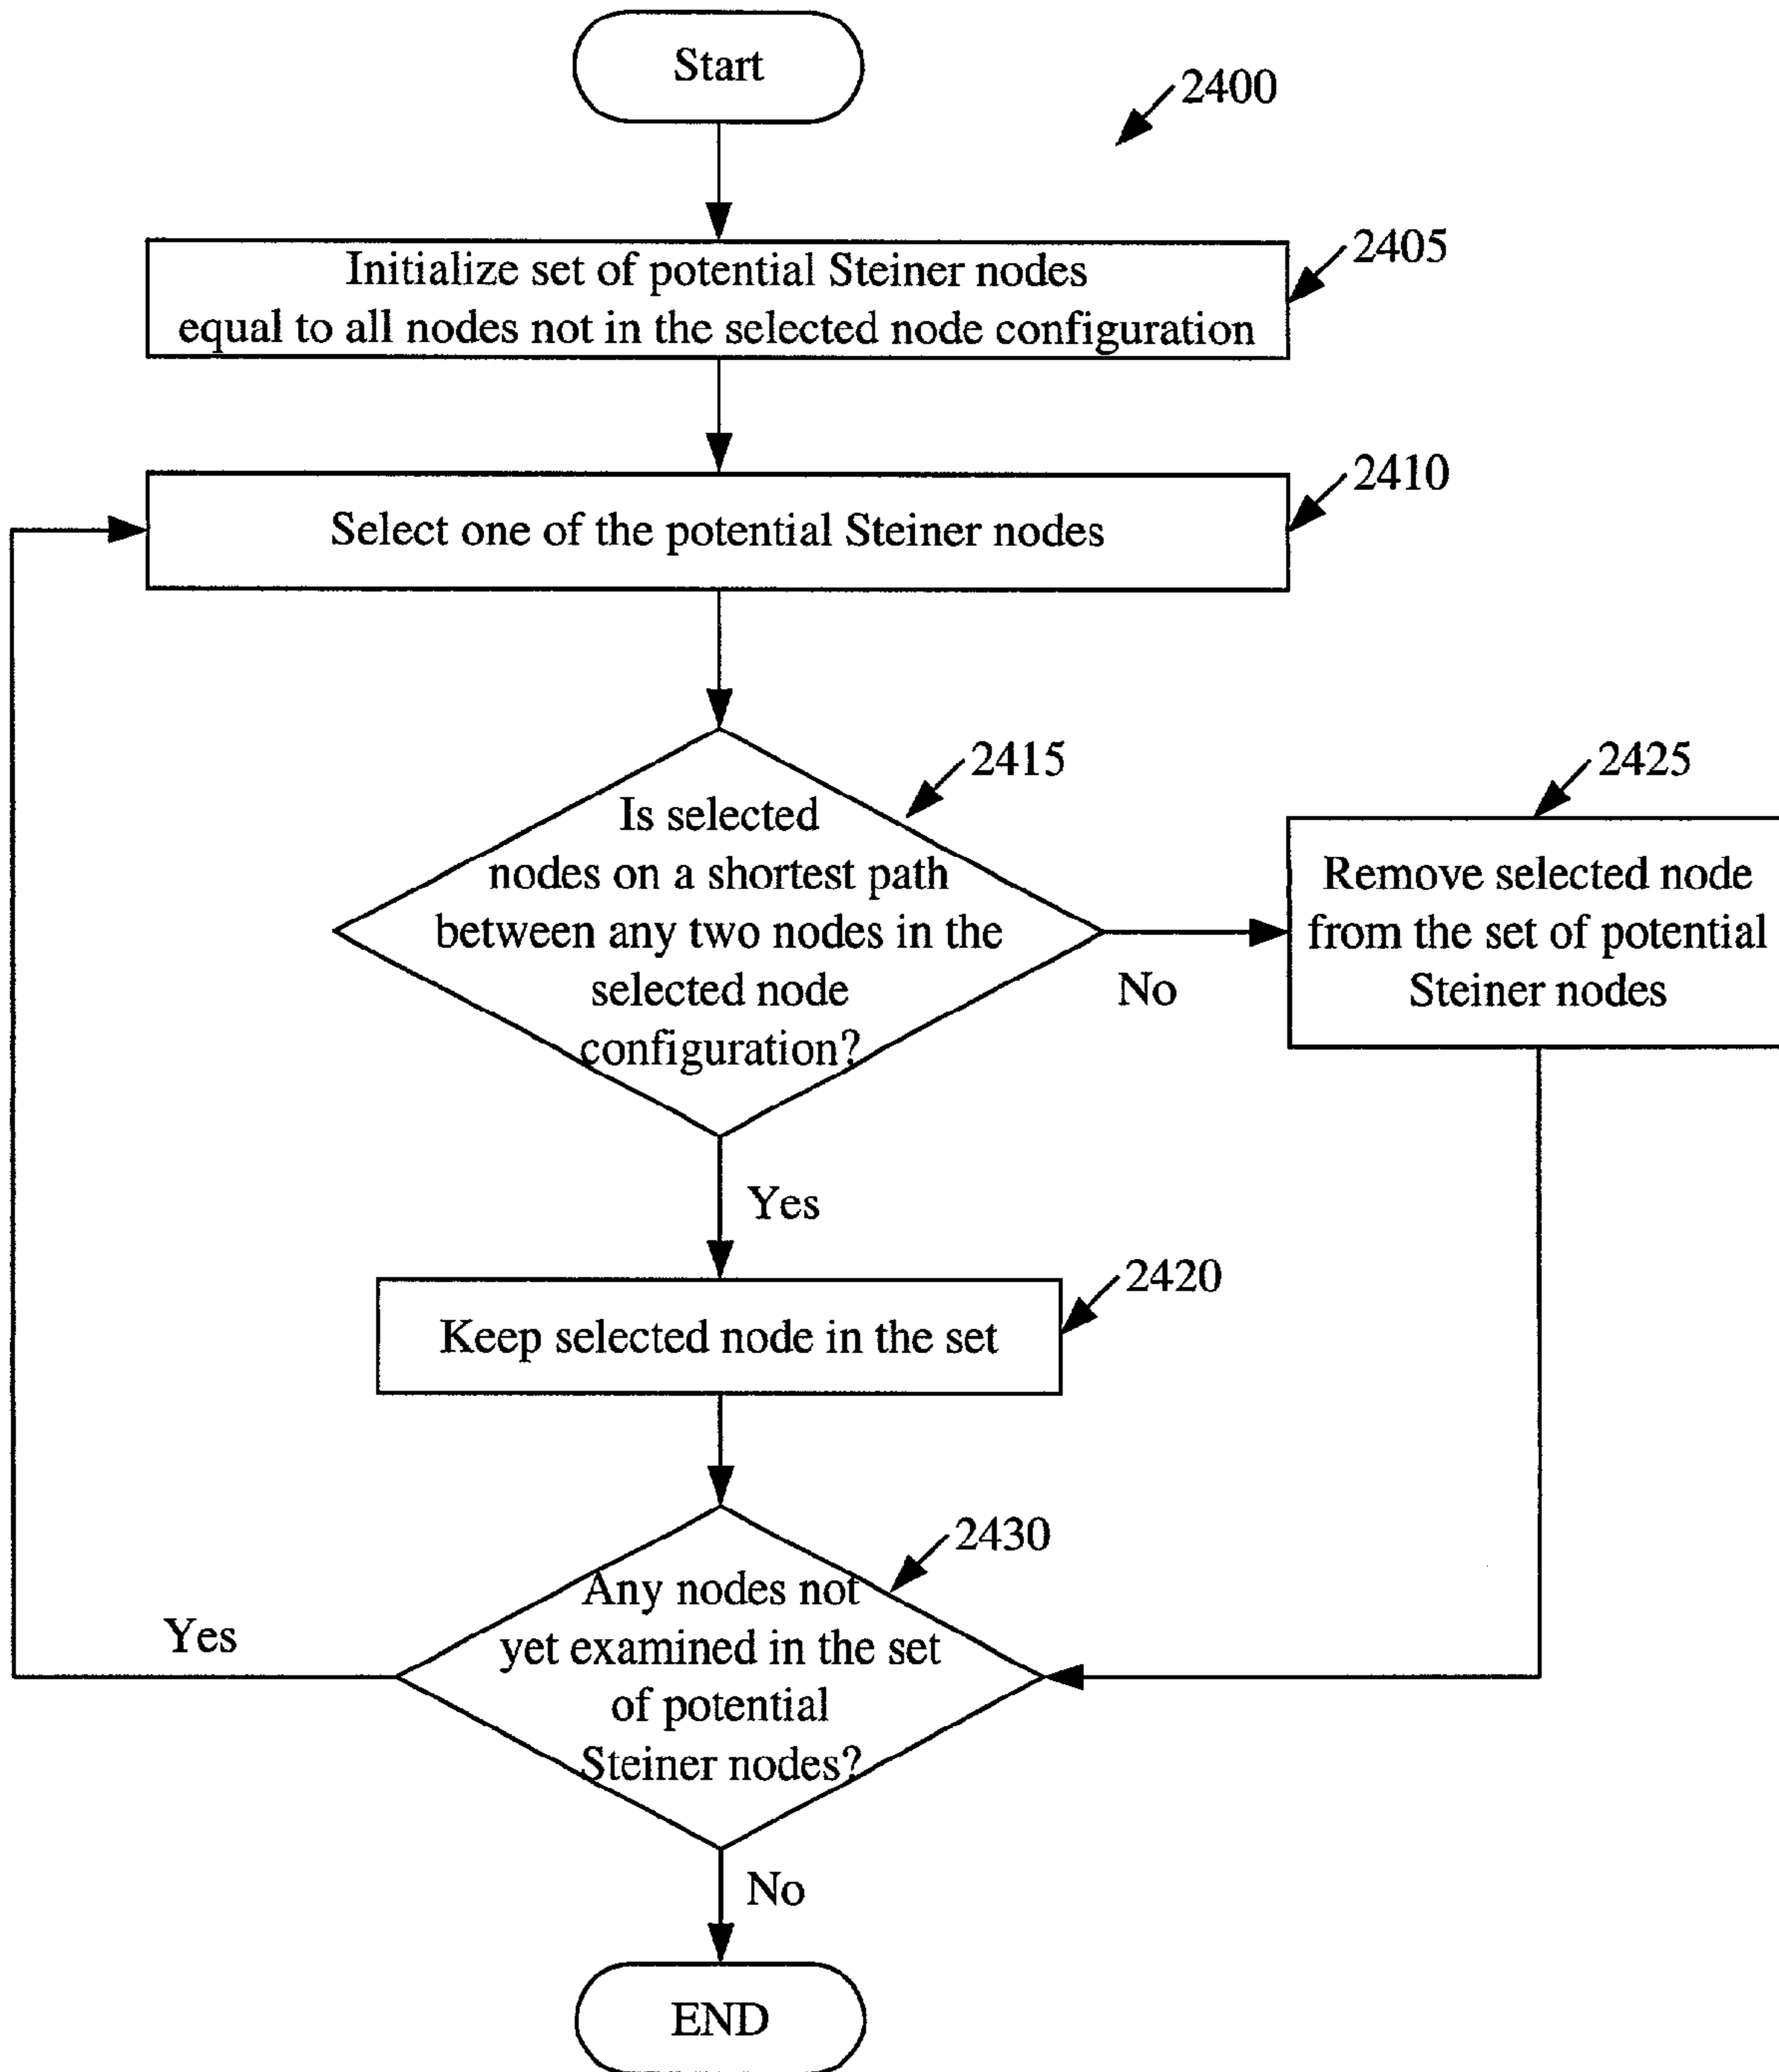 Start
2400
2405
Initialize set of potential Steiner nodes
equal to all nodes not in the selected node configuration
2410
Select one of the potential Steiner nodes
2415
Is selected
nodes on a shortest path
between any two nodes in the
selected node
configuration?
No
2425
Remove selected node
from the set of potential
Steiner nodes
Yes
2420
Keep selected node in the set
2430
Any nodes not
yet examined in the set
of potential
Steiner nodes?
Yes
No
END